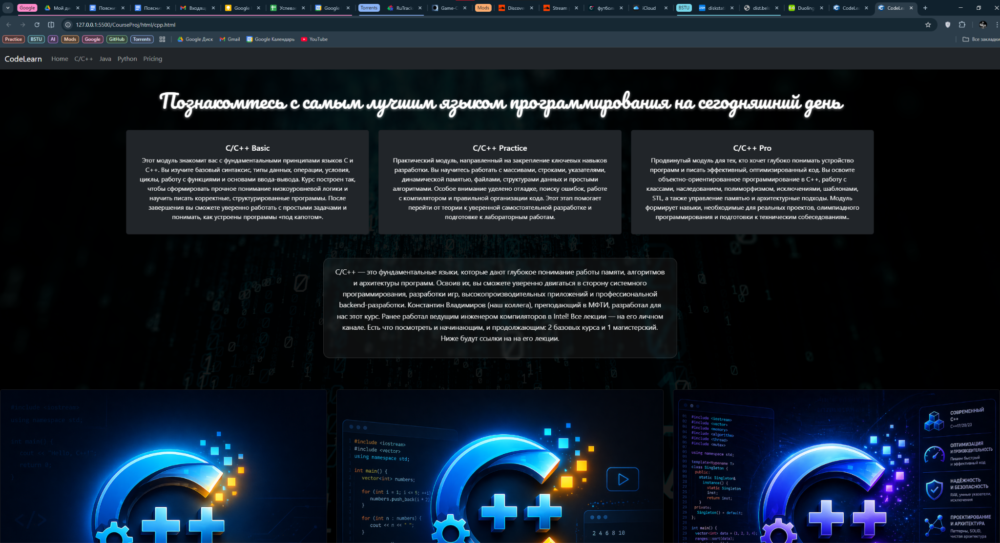 Google
Мой ди
Пояснит
Пояснит
Входящ
Google
Успевае
Google
Torrents
RuTrack
Game-O
Mods
Discove
Stream
футбол
iCloud
BSTU
diskstat
dist.bels
Duoling
CodeLea
CodeLea
127.0.0.1:5500/CourseProj/html/cpp.html
Practice
BSTU
AI
Mods
Google
GitHub
Torrents
Google Диск
Gmail
Google Календарь
YouTube
Все закладки
CodeLearn Home C/C++ Java Python Pricing
Познакомтесь с самым лучшим языком программирования на сегодняшний день
C/C++ Basic
Этот модуль знакомит вас с фундаментальными принципами языков C и
C++. Вы изучите базовый синтаксис, типы данных, операции, условия,
циклы, работу с функциями и основами ввода-вывода. Курс построен так,
чтобы сформировать прочное понимание низкоуровневой логики и
научить писать корректные, структурированные программы. После
завершения вы сможете уверенно работать с простыми задачами и
понимать, как устроены программы «под капотом».
C/C++ Practice
Практический модуль, направленный на закрепление ключевых навыков
разработки. Вы научитесь работать с массивами, строками, указателями,
динамической памятью, файлами, структурами данных и простыми
алгоритмами. Особое внимание уделено отладке, поиску ошибок, работе
с компилятором и правильной организации кода. Этот этап помогает
перейти от теории к уверенной самостоятельной разработке и
подготовке к лабораторным работам.
C/C++ Pro
Продвинутый модуль для тех, кто хочет глубоко понимать устройство
программ и писать эффективный, оптимизированный код. Вы освоите
объектно-ориентированное программирование в C++, работу с
классами, наследованием, полиморфизмом, исключениями, шаблонами,
STL, а также управление памятью и архитектурные подходы. Модуль
формирует навыки, необходимые для реальных проектов, олимпиадного
программирования и подготовки к техническим собеседованиям..
C/C++ — это фундаментальные языки, которые дают глубокое понимание работы памяти, алгоритмов
и архитектуры программ. Освоив их, вы сможете уверенно двигаться в сторону системного
программирования, разработки игр, высокопроизводительных приложений и профессиональной
backend-разработки. Константин Владимиров (наш коллега), преподающий в МФТИ, разработал для
нас этот курс. Ранее работал ведущим инженером компиляторов в Intel! Все лекции — на его личном
канале. Есть что посмотреть и начинающим, и продолжающим: 2 базовых курса и 1 магистерский.
Ниже будут ссылки на на его лекции.
#include <iostream>
using namespace std;
int main() {
cout << "Hello, C++!";
return 0;
}
</>
#include <iostream>
#include <vector>
using namespace std;
int main() {
vector<int> numbers;
for (int i = 1; i <= 5; ++i)
numbers.push_back(i * 2)
}
for (int n : numbers) {
cout << n << " ";
}
2 4 6 8 10
#include <iostream>
#include <vector>
#include <memory>
#include <algorithm>
#include <thread>
#include <mutex>
using namespace std;
template<typename T>
class Singleton {
public:
static Singleton&
instance() {
static Singleton
inst;
return inst;
}
private:
Singleton() = default;
};
int main() {
vector<int> data = {1, 2, 3, 4};
ranges::sort(data);
СОВРЕМЕННЫЙ
C++
C++17/20/23
ОПТИМИЗАЦИЯ
И ПРОИЗВОДИТЕЛЬНОСТЬ
Пишем быстрый
и эффективный код
НАДЁЖНОСТЬ
И БЕЗОПАСНОСТЬ
RAII, умные указатели,
исключения
ПРОЕКТИРОВАНИЕ
И АРХИТЕКТУРА
Паттерны, SOLID,
чистая архитектура